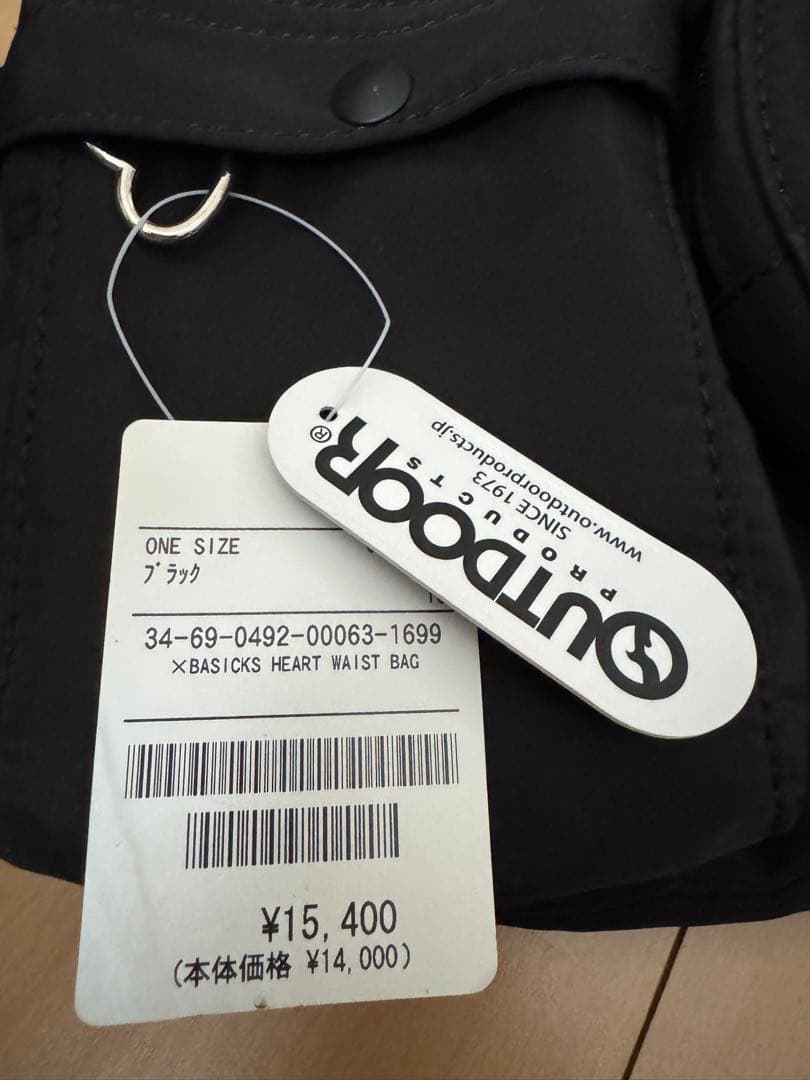 ONE SIZE
ブラック
34-69-0492-00063-1699
×BASICKS HEART WAIST BAG
¥15,400
(本体価格 ¥14,000)
OUTDOOR®
PRODUCTS
SINCE 1973
www.outdoorproducts.jp